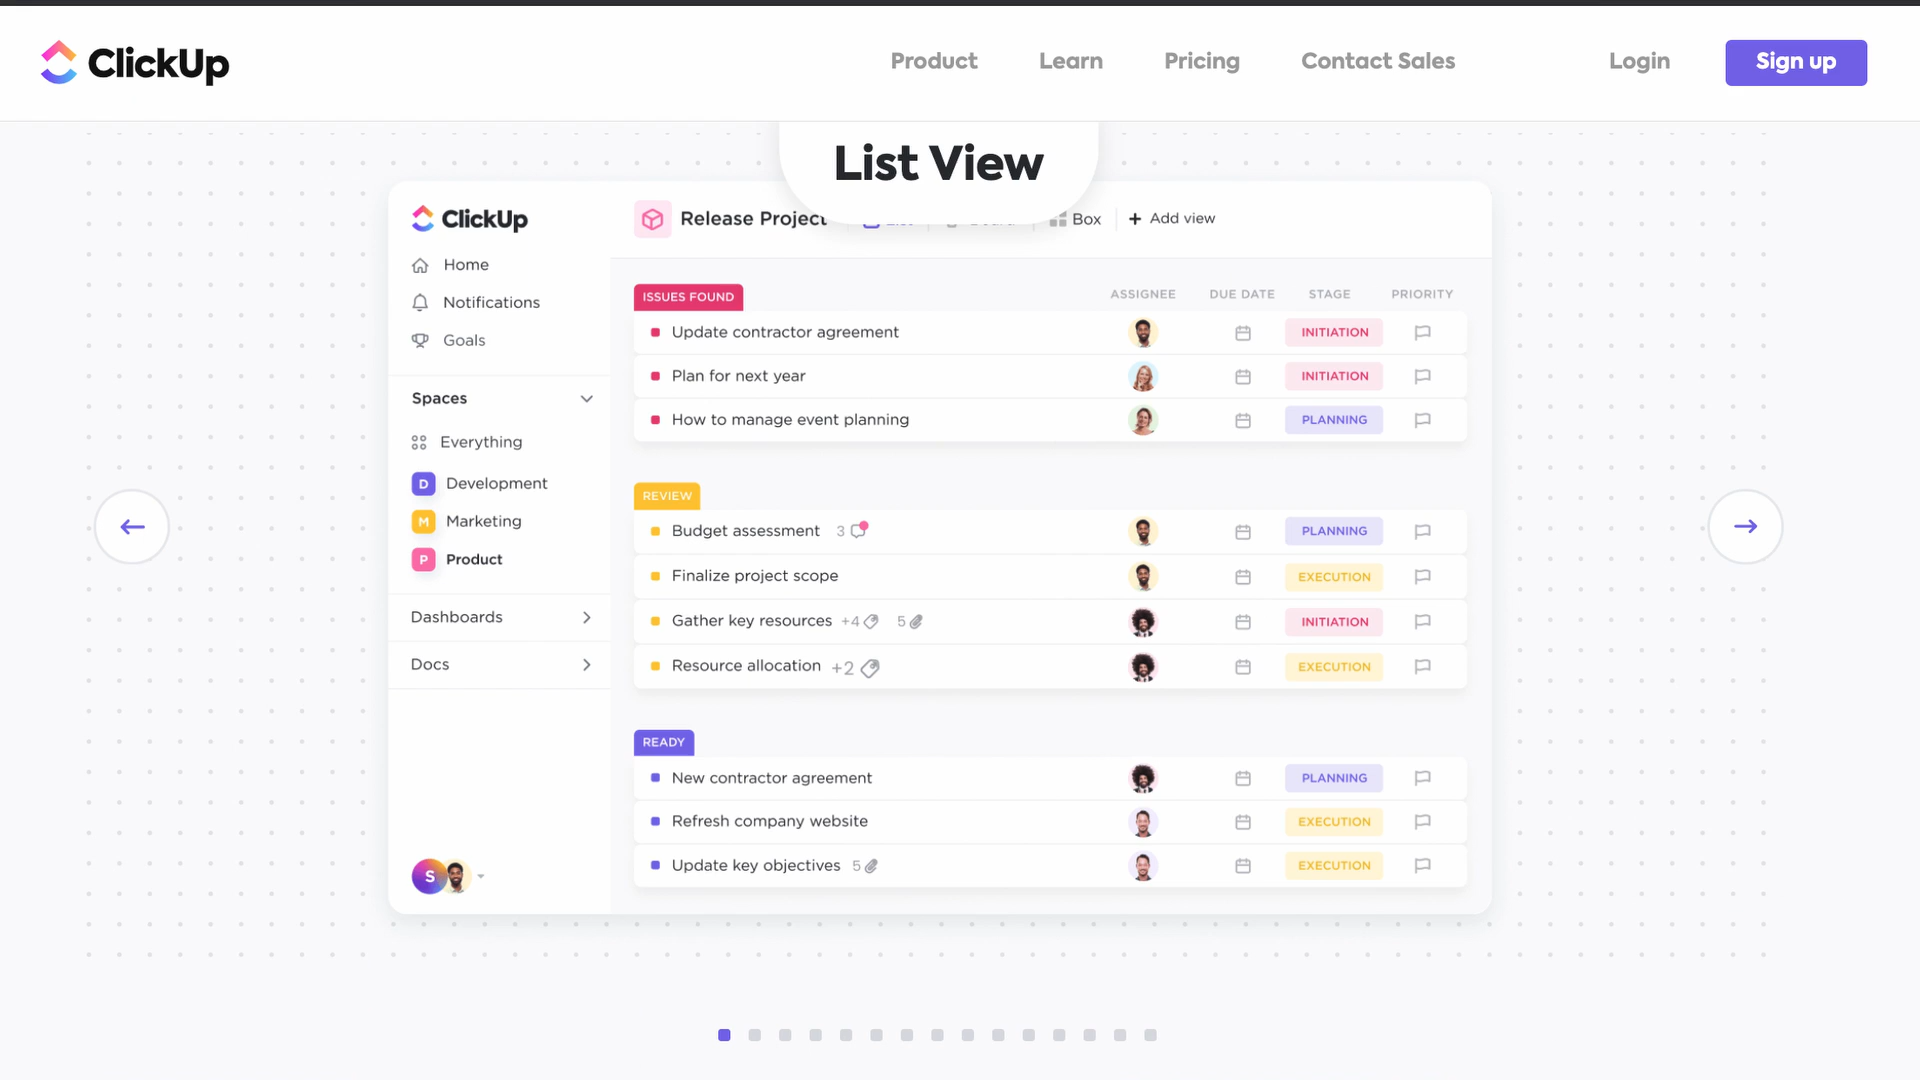 ClickUp
Product Learn Pricing Contact Sales Login Sign up
List View
ClickUp
Home
Notifications
Goals
Spaces
Everything
D Development
M Marketing
P Product
Dashboards
Docs
S
Release Project Box + Add view
ISSUES FOUND ASSIGNEE DUE DATE STAGE PRIORITY
Update contractor agreement INITIATION
Plan for next year INITIATION
How to manage event planning PLANNING
REVIEW
Budget assessment 3 PLANNING
Finalize project scope EXECUTION
Gather key resources +4 5 INITIATION
Resource allocation +2 EXECUTION
READY
New contractor agreement PLANNING
Refresh company website EXECUTION
Update key objectives 5 EXECUTION